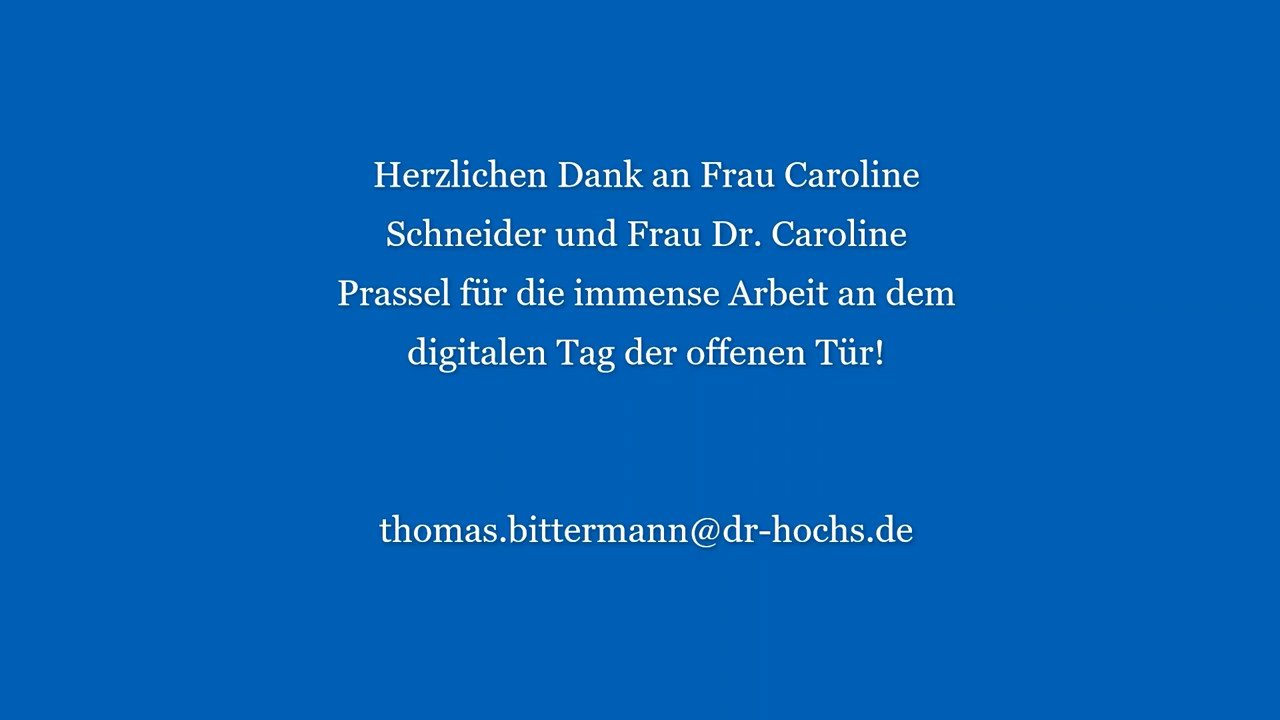 Herzlichen Dank an Frau Caroline
Schneider und Frau Dr. Caroline
Prassel für die immense Arbeit an dem
digitalen Tag der offenen Tür!
thomas.bittermann@dr-hochs.de